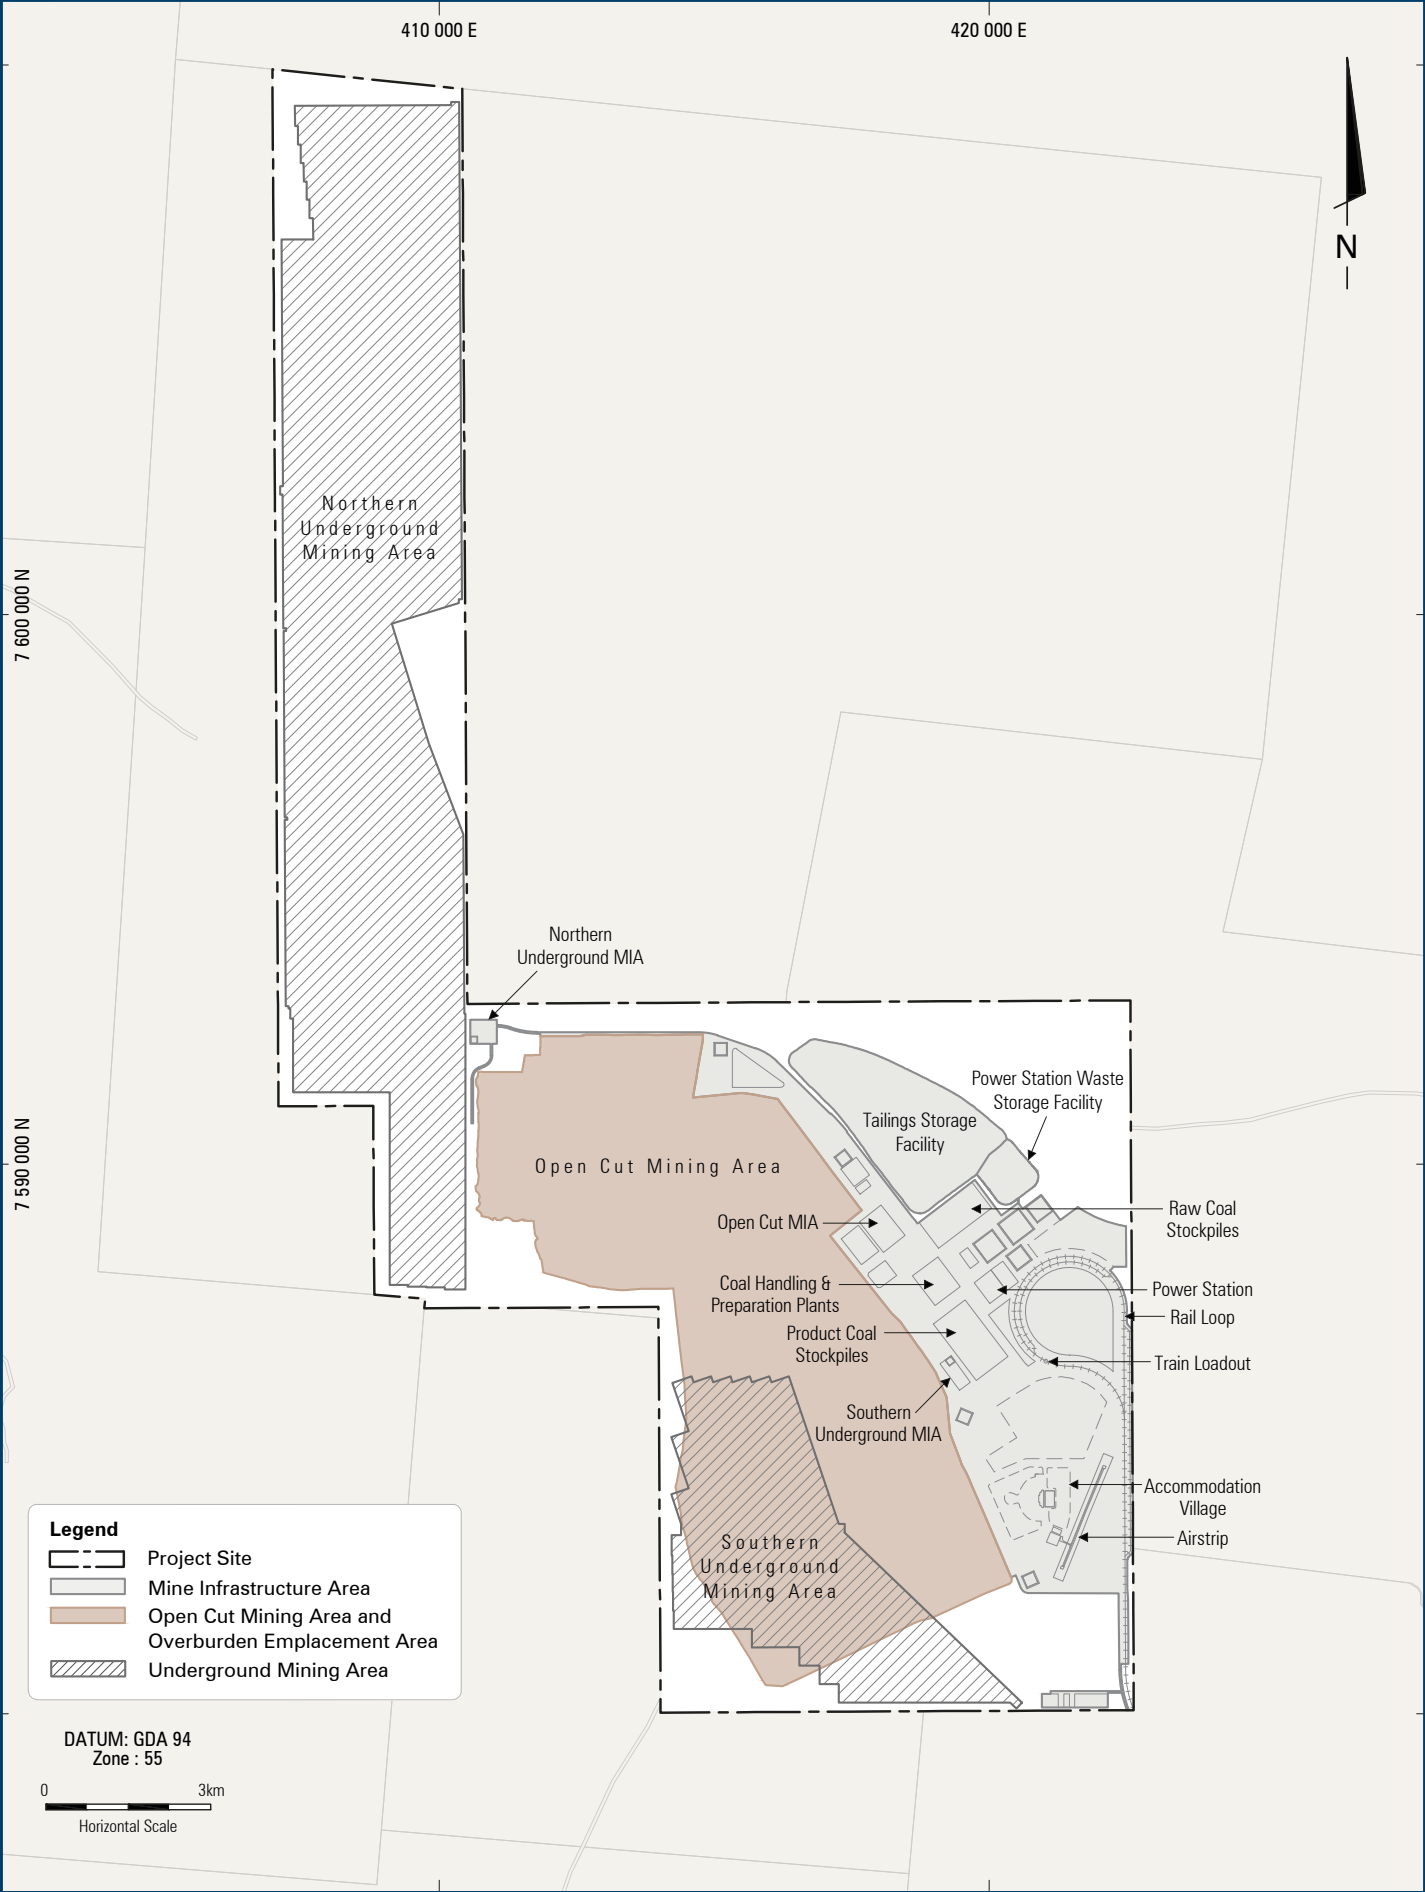 410 000 E
420 000 E
N
Northern
Underground
Mining Area
7 600 000 N
Northern
Underground MIA
Power Station Waste
Storage Facility
Tailings Storage
Facility
7 590 000 N
Open Cut Mining Area
Raw Coal
Stockpiles
Open Cut MIA
Coal Handling &
Preparation Plants
Power Station
Rail Loop
Product Coal
Stockpiles
Train Loadout
Southern
Underground MIA
Accommodation
Village
Airstrip
Southern
Underground
Mining Area
Legend
Project Site
Mine Infrastructure Area
Open Cut Mining Area and
Overburden Emplacement Area
Underground Mining Area
DATUM: GDA 94
Zone : 55
0 3km
Horizontal Scale